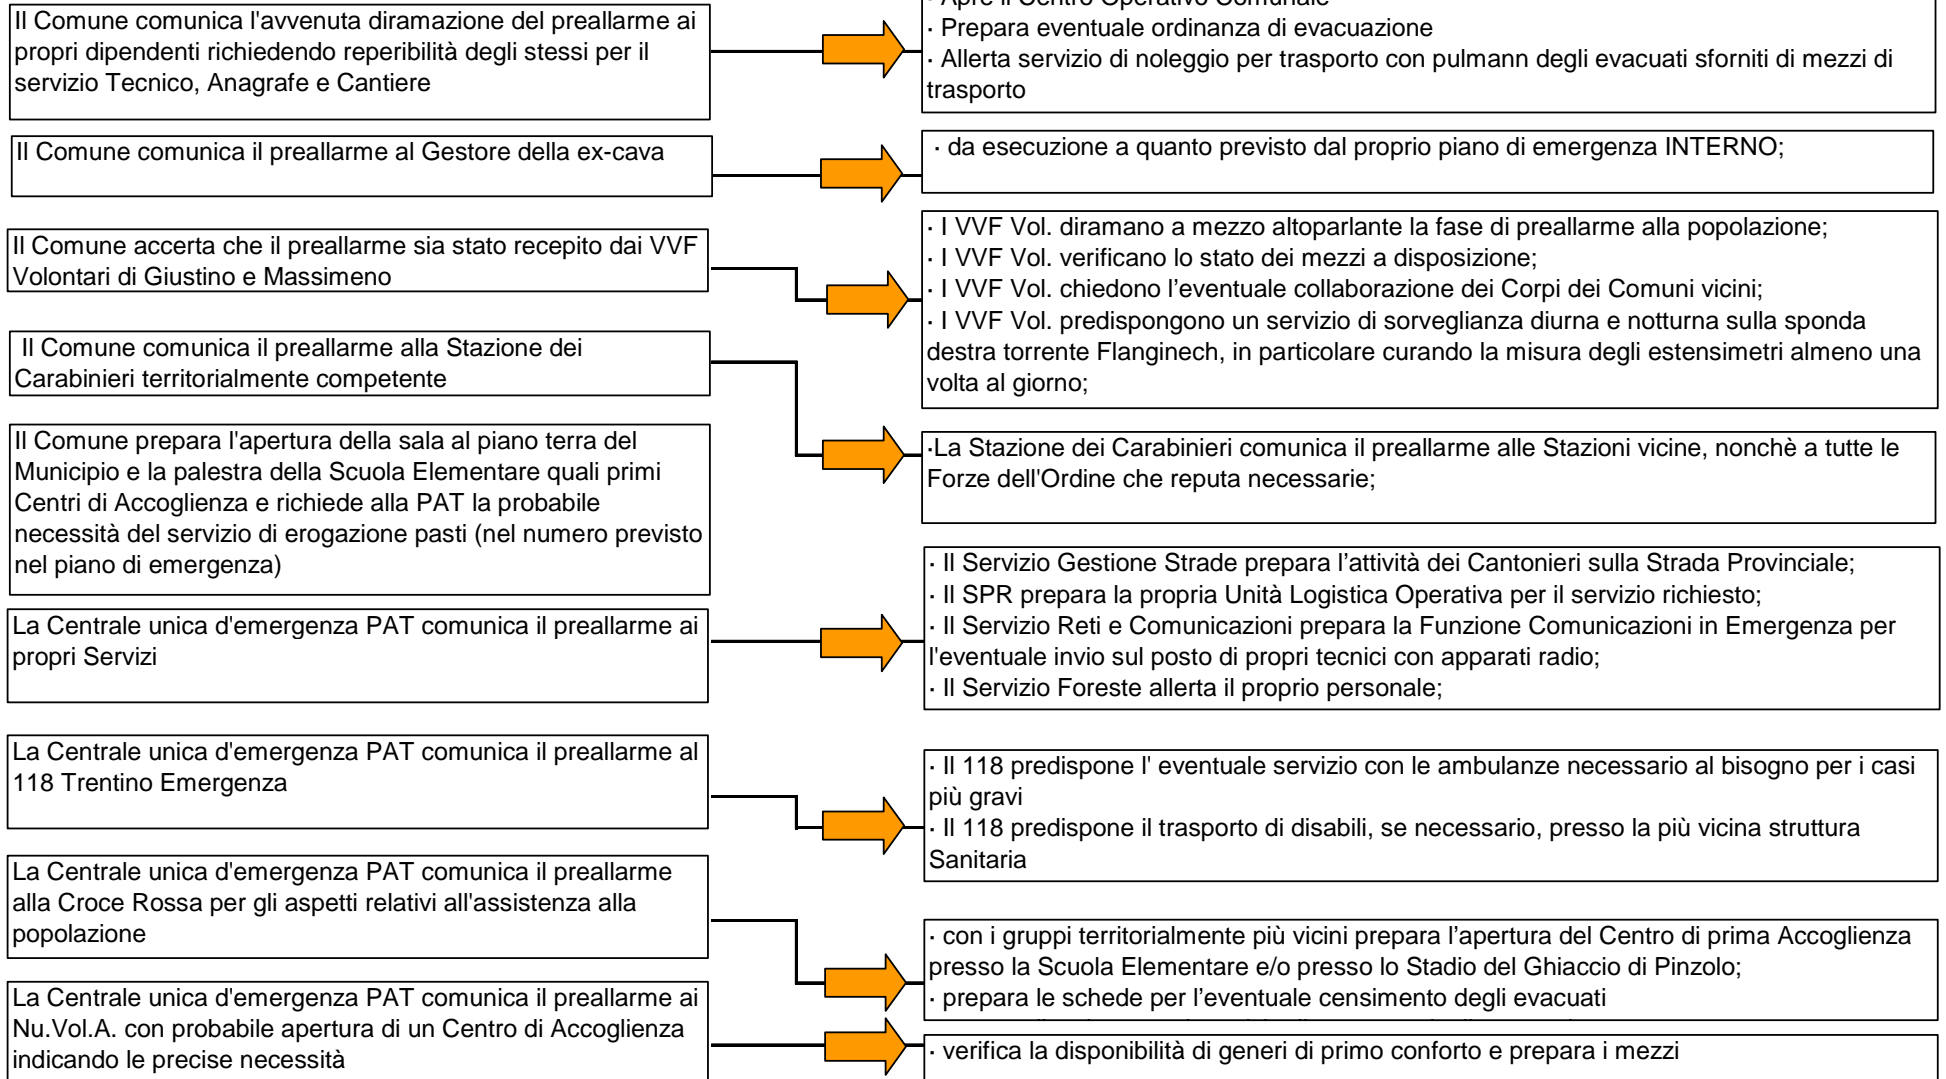 Il Comune comunica l'avvenuta diramazione del preallarme ai
propri dipendenti richiedendo reperibilità degli stessi per il
servizio Tecnico, Anagrafe e Cantiere
· Apre il Centro Operativo Comunale
· Prepara eventuale ordinanza di evacuazione
· Allerta servizio di noleggio per trasporto con pulmann degli evacuati sforniti di mezzi di
trasporto
Il Comune comunica il preallarme al Gestore della ex-cava
· da esecuzione a quanto previsto dal proprio piano di emergenza INTERNO;
Il Comune accerta che il preallarme sia stato recepito dai VVF
Volontari di Giustino e Massimeno
· I VVF Vol. diramano a mezzo altoparlante la fase di preallarme alla popolazione;
· I VVF Vol. verificano lo stato dei mezzi a disposizione;
· I VVF Vol. chiedono l’eventuale collaborazione dei Corpi dei Comuni vicini;
· I VVF Vol. predispongono un servizio di sorveglianza diurna e notturna sulla sponda
destra torrente Flanginech, in particolare curando la misura degli estensimetri almeno una
volta al giorno;
Il Comune comunica il preallarme alla Stazione dei
Carabinieri territorialmente competente
·La Stazione dei Carabinieri comunica il preallarme alle Stazioni vicine, nonchè a tutte le
Forze dell'Ordine che reputa necessarie;
Il Comune prepara l'apertura della sala al piano terra del
Municipio e la palestra della Scuola Elementare quali primi
Centri di Accoglienza e richiede alla PAT la probabile
necessità del servizio di erogazione pasti (nel numero previsto
nel piano di emergenza)
La Centrale unica d'emergenza PAT comunica il preallarme ai
propri Servizi
· Il Servizio Gestione Strade prepara l’attività dei Cantonieri sulla Strada Provinciale;
· Il SPR prepara la propria Unità Logistica Operativa per il servizio richiesto;
· Il Servizio Reti e Comunicazioni prepara la Funzione Comunicazioni in Emergenza per
l'eventuale invio sul posto di propri tecnici con apparati radio;
· Il Servizio Foreste allerta il proprio personale;
La Centrale unica d'emergenza PAT comunica il preallarme al
118 Trentino Emergenza
· Il 118 predispone l' eventuale servizio con le ambulanze necessario al bisogno per i casi
più gravi
· Il 118 predispone il trasporto di disabili, se necessario, presso la più vicina struttura
Sanitaria
La Centrale unica d'emergenza PAT comunica il preallarme
alla Croce Rossa per gli aspetti relativi all'assistenza alla
popolazione
· con i gruppi territorialmente più vicini prepara l’apertura del Centro di prima Accoglienza
presso la Scuola Elementare e/o presso lo Stadio del Ghiaccio di Pinzolo;
· prepara le schede per l’eventuale censimento degli evacuati
La Centrale unica d'emergenza PAT comunica il preallarme ai
Nu.Vol.A. con probabile apertura di un Centro di Accoglienza
indicando le precise necessità
· verifica la disponibilità di generi di primo conforto e prepara i mezzi